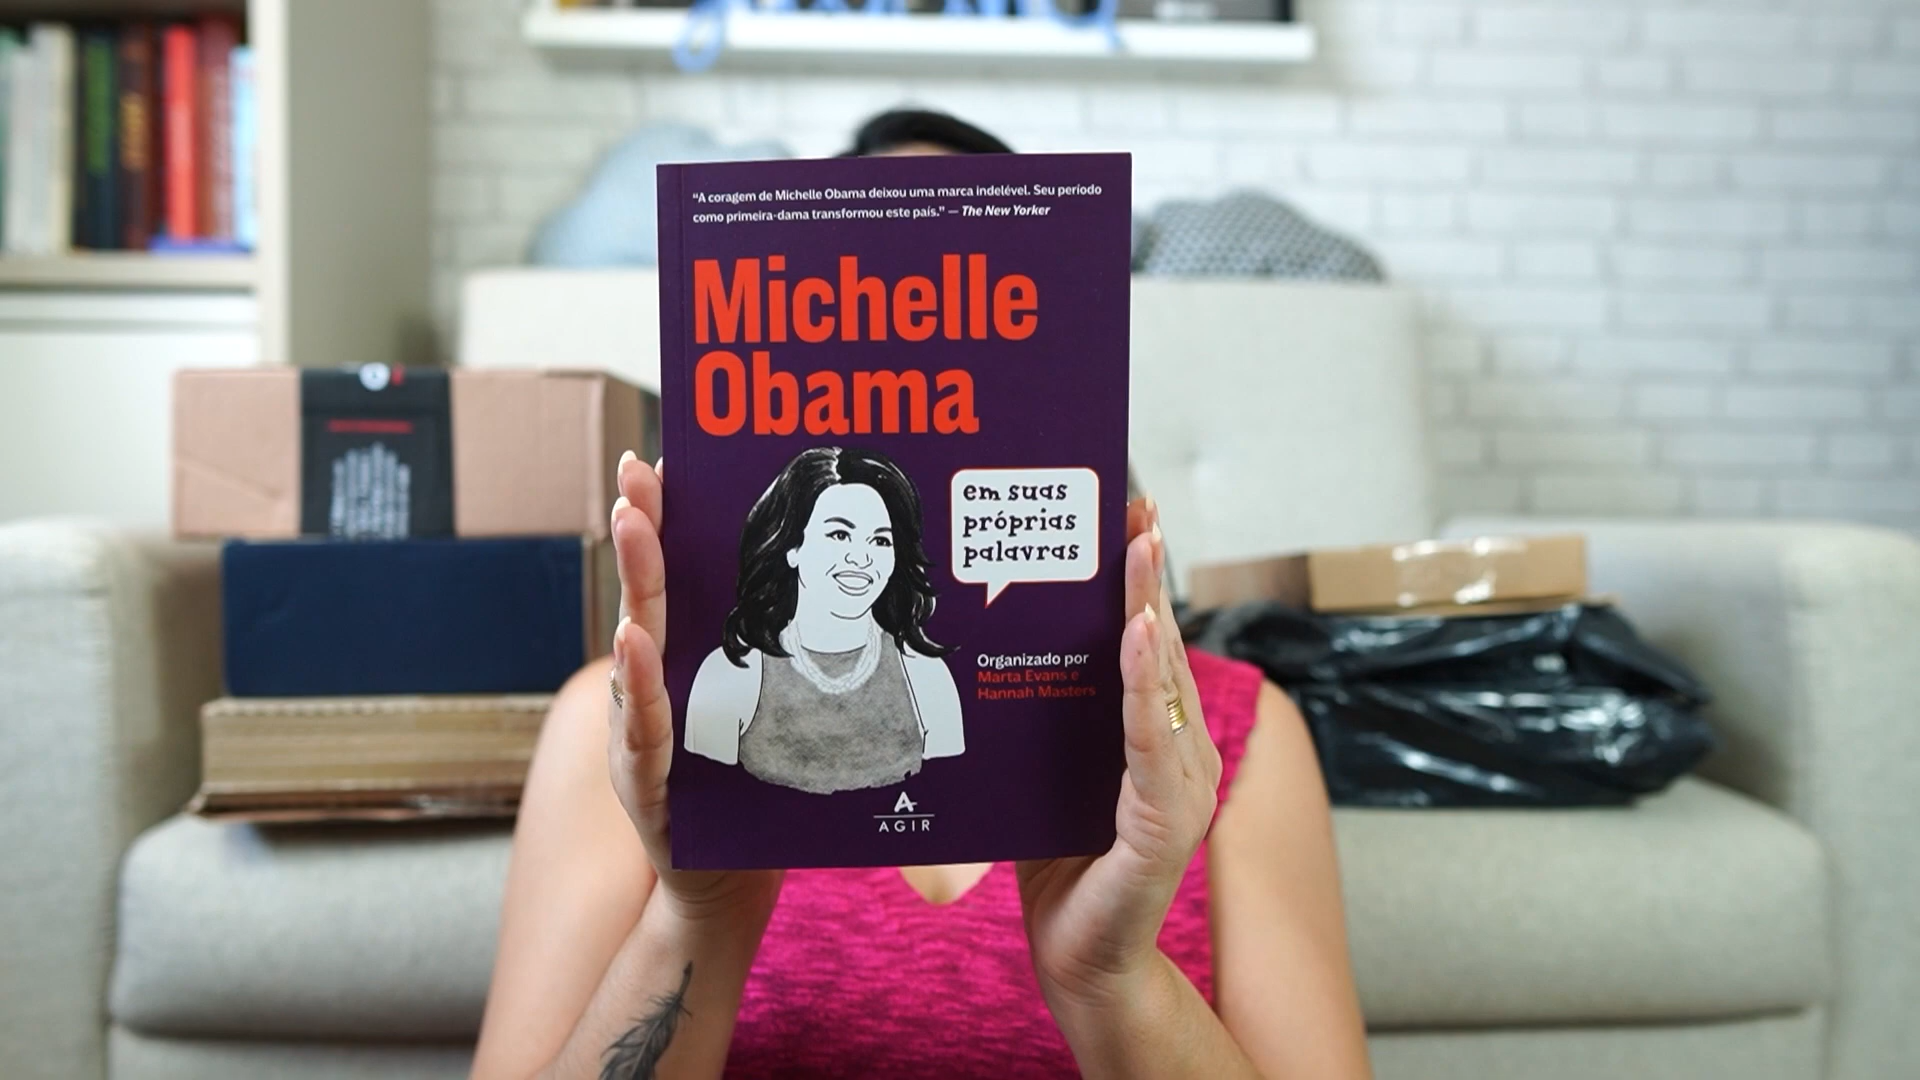 “A coragem de Michelle Obama deixou uma marca indelével. Seu período
como primeira-dama transformou este país.” — The New Yorker
Michelle
Obama
em suas
próprias
palavras
Organizado por
Marta Evans e
Hannah Masters
A
AGIR